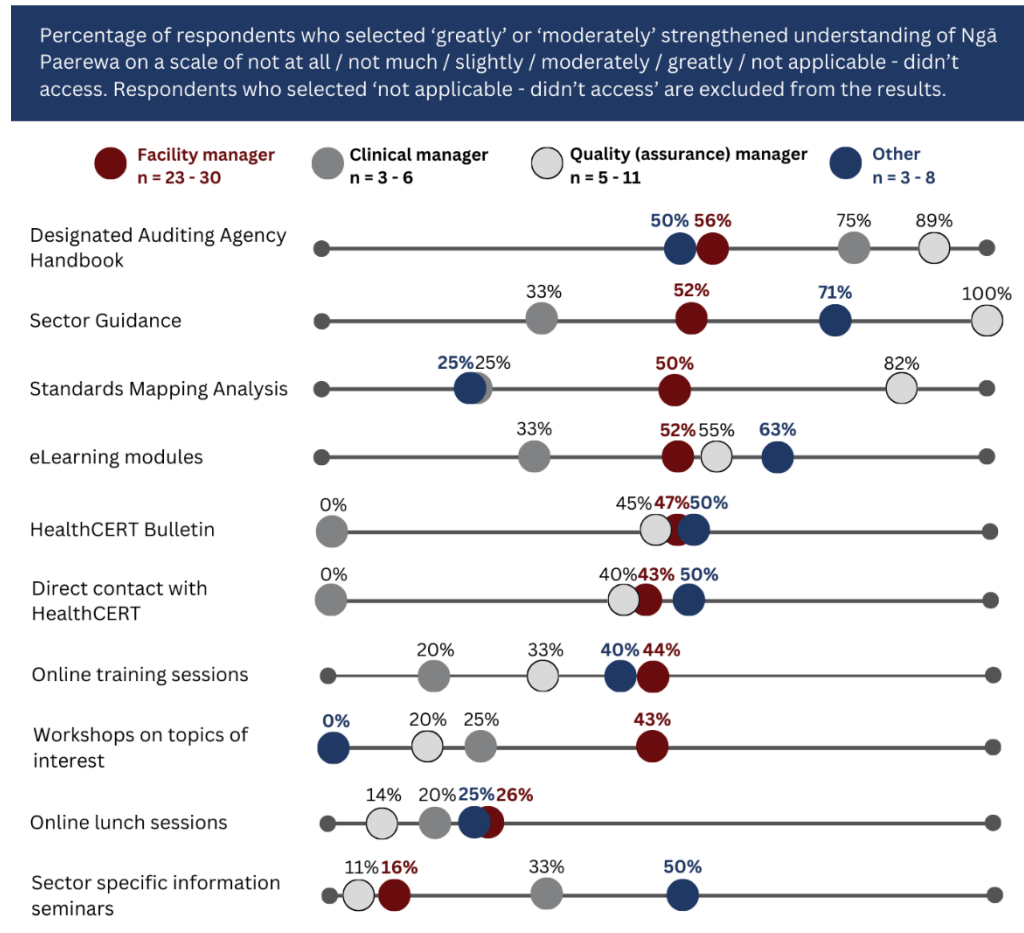 Percentage of respondents who selected ‘greatly’ or ‘moderately’ strengthened understanding of Ngā
Paerewa on a scale of not at all / not much / slightly / moderately / greatly / not applicable - didn’t
access. Respondents who selected ‘not applicable - didn’t access’ are excluded from the results.
Facility manager
n = 23 - 30
Clinical manager
n = 3 - 6
Quality (assurance) manager
n = 5 - 11
Other
n = 3 - 8
Designated Auditing Agency
Handbook
50% 56% 75% 89%
Sector Guidance
33% 52% 71% 100%
Standards Mapping Analysis
25% 25% 50% 82%
eLearning modules
33% 52% 55% 63%
HealthCERT Bulletin
0% 45% 47% 50%
Direct contact with
HealthCERT
0% 40% 43% 50%
Online training sessions
20% 33% 40% 44%
Workshops on topics of
interest
0% 20% 25% 43%
Online lunch sessions
14% 20% 25% 26%
Sector specific information
seminars
11% 16% 33% 50%